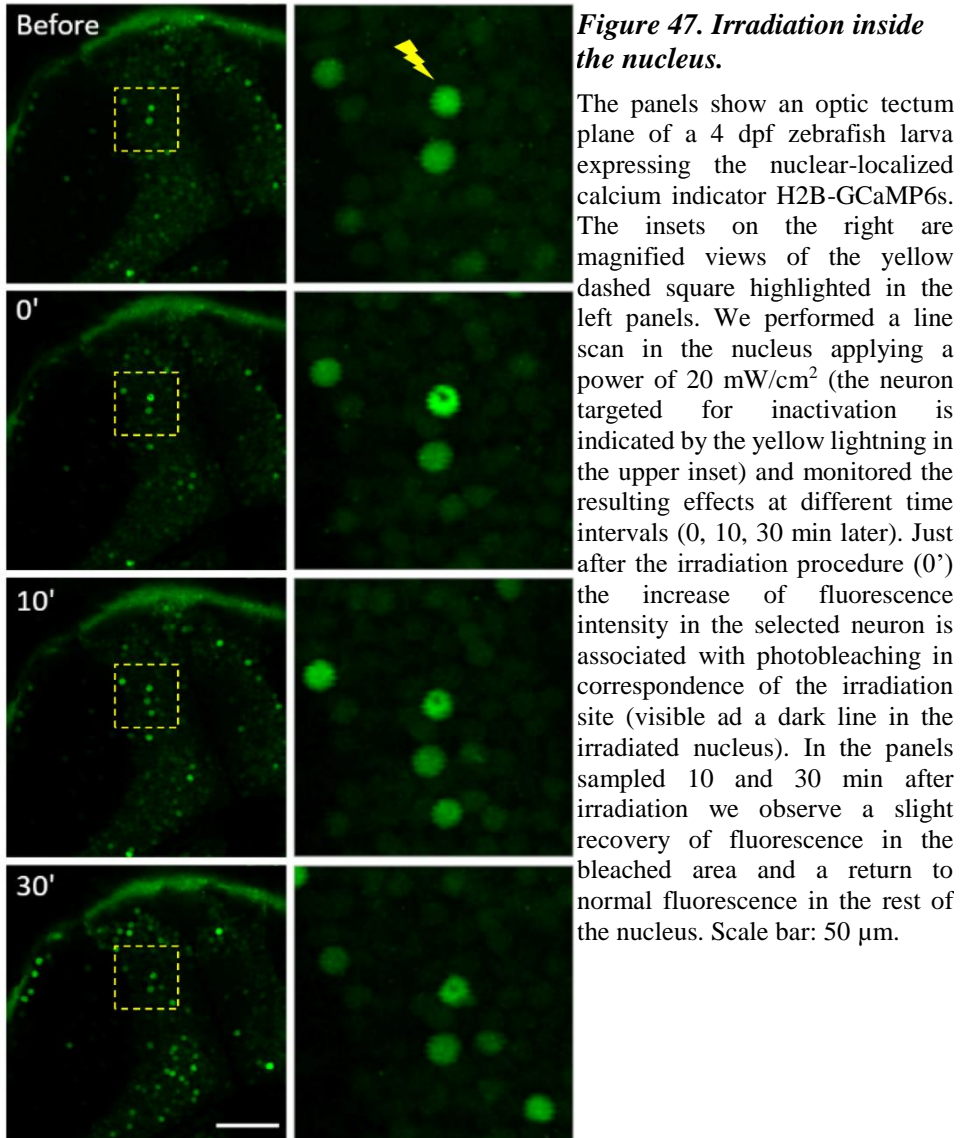 Before
0'
10'
30'
Figure 47. Irradiation inside
the nucleus.
The panels show an optic tectum
plane of a 4 dpf zebrafish larva
expressing the nuclear-localized
calcium indicator H2B-GCaMP6s.
The insets on the right are
magnified views of the yellow
dashed square highlighted in the
left panels. We performed a line
scan in the nucleus applying a
power of 20 mW/cm² (the neuron
targeted for inactivation is
indicated by the yellow lightning in
the upper inset) and monitored the
resulting effects at different time
intervals (0, 10, 30 min later). Just
after the irradiation procedure (0’)
the increase of fluorescence
intensity in the selected neuron is
associated with photobleaching in
correspondence of the irradiation
site (visible ad a dark line in the
irradiated nucleus). In the panels
sampled 10 and 30 min after
irradiation we observe a slight
recovery of fluorescence in the
bleached area and a return to
normal fluorescence in the rest of
the nucleus. Scale bar: 50 µm.